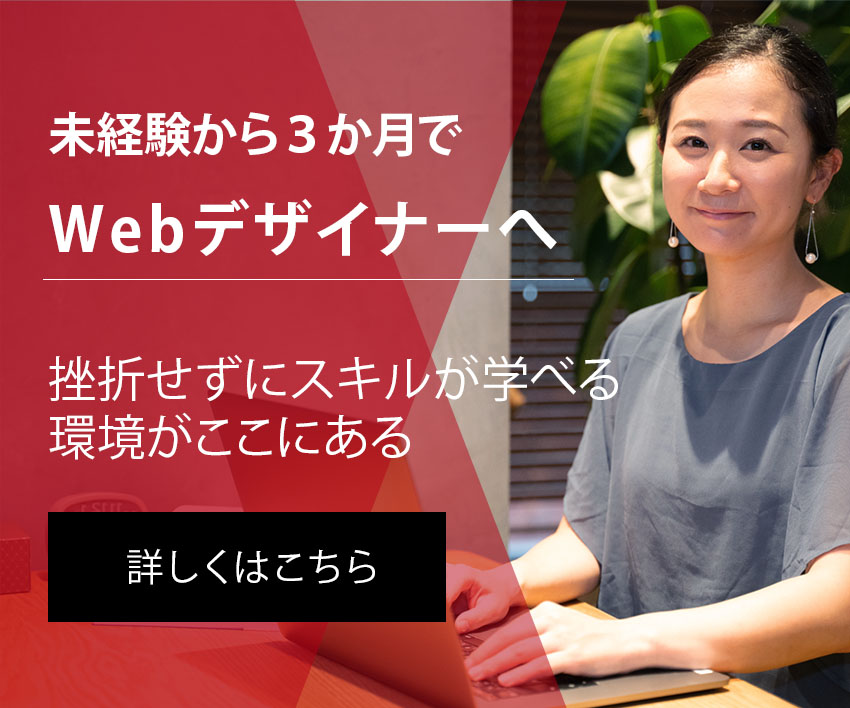 未経験から３か月で
Webデザイナーへ
挫折せずにスキルが学べる
環境がここにある
詳しくはこちら